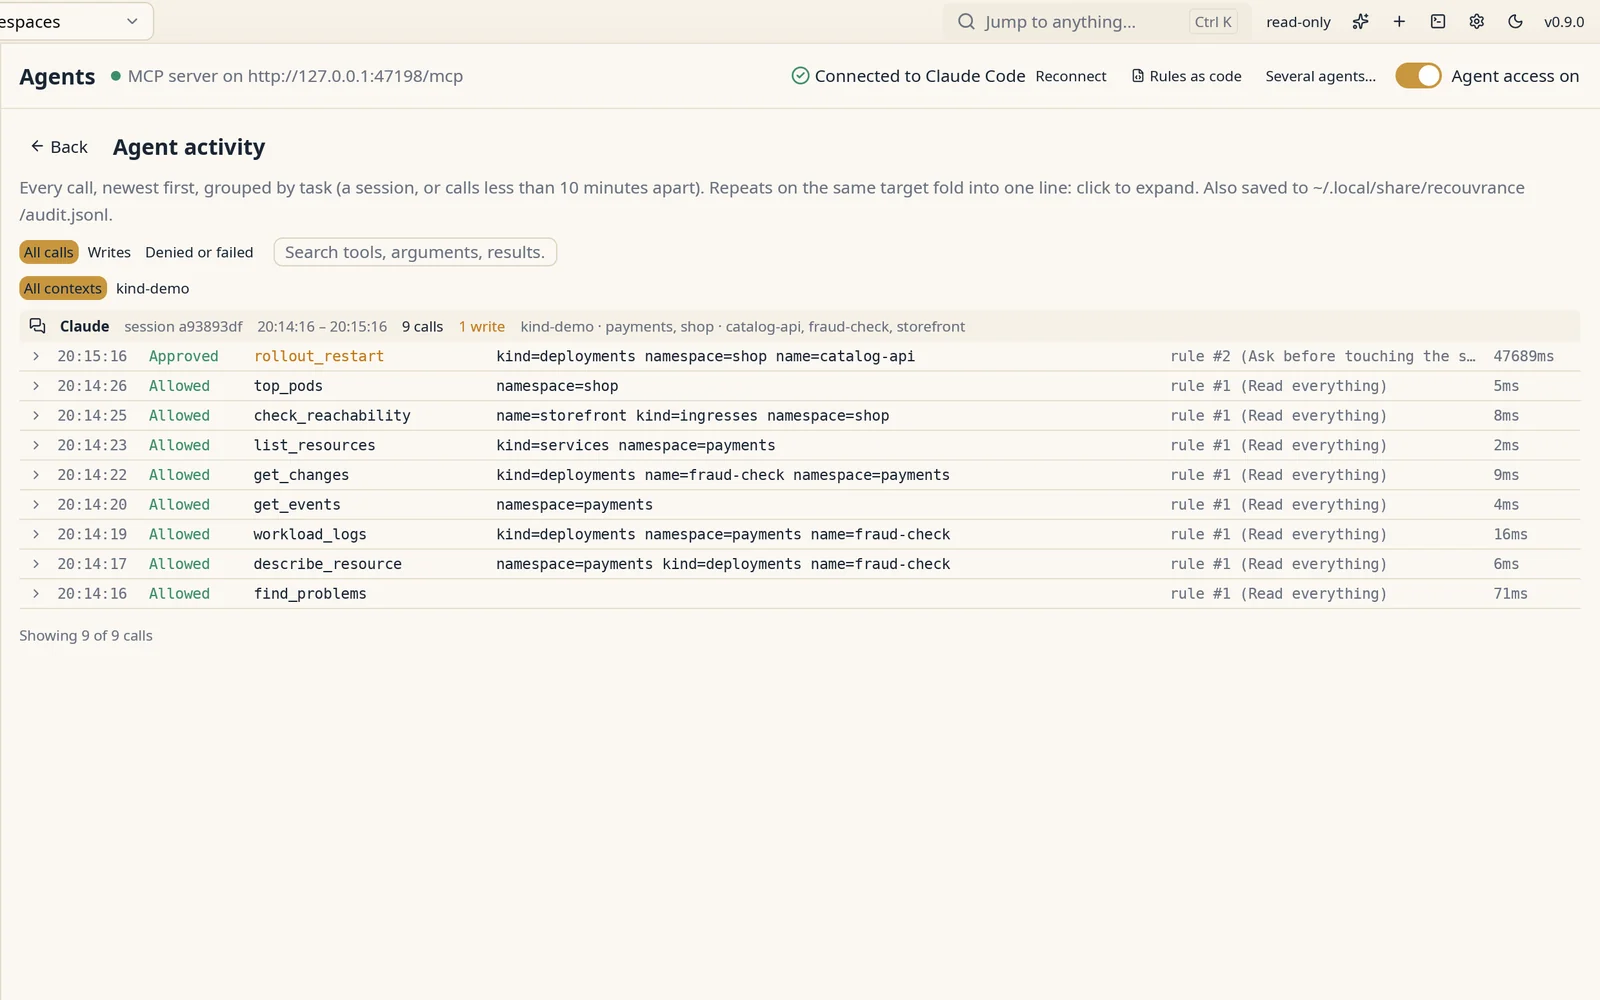 espaces
Jump to anything... Ctrl K read-only v0.9.0
Agents MCP server on http://127.0.0.1:47198/mcp Connected to Claude Code Reconnect Rules as code Several agents... Agent access on
Back Agent activity
Every call, newest first, grouped by task (a session, or calls less than 10 minutes apart). Repeats on the same target fold into one line: click to expand. Also saved to ~/.local/share/recouvrance
/audit.jsonl.
All calls Writes Denied or failed Search tools, arguments, results.
All contexts kind-demo
Claude session a93893df 20:14:16 – 20:15:16 9 calls 1 write kind-demo · payments, shop · catalog-api, fraud-check, storefront
20:15:16 Approved rollout_restart kind=deployments namespace=shop name=catalog-api rule #2 (Ask before touching the s… 47689ms
20:14:26 Allowed top_pods namespace=shop rule #1 (Read everything) 5ms
20:14:25 Allowed check_reachability name=storefront kind=ingresses namespace=shop rule #1 (Read everything) 8ms
20:14:23 Allowed list_resources kind=services namespace=payments rule #1 (Read everything) 2ms
20:14:22 Allowed get_changes kind=deployments name=fraud-check namespace=payments rule #1 (Read everything) 9ms
20:14:20 Allowed get_events namespace=payments rule #1 (Read everything) 4ms
20:14:19 Allowed workload_logs kind=deployments namespace=payments name=fraud-check rule #1 (Read everything) 16ms
20:14:17 Allowed describe_resource namespace=payments kind=deployments name=fraud-check rule #1 (Read everything) 6ms
20:14:16 Allowed find_problems rule #1 (Read everything) 71ms
Showing 9 of 9 calls